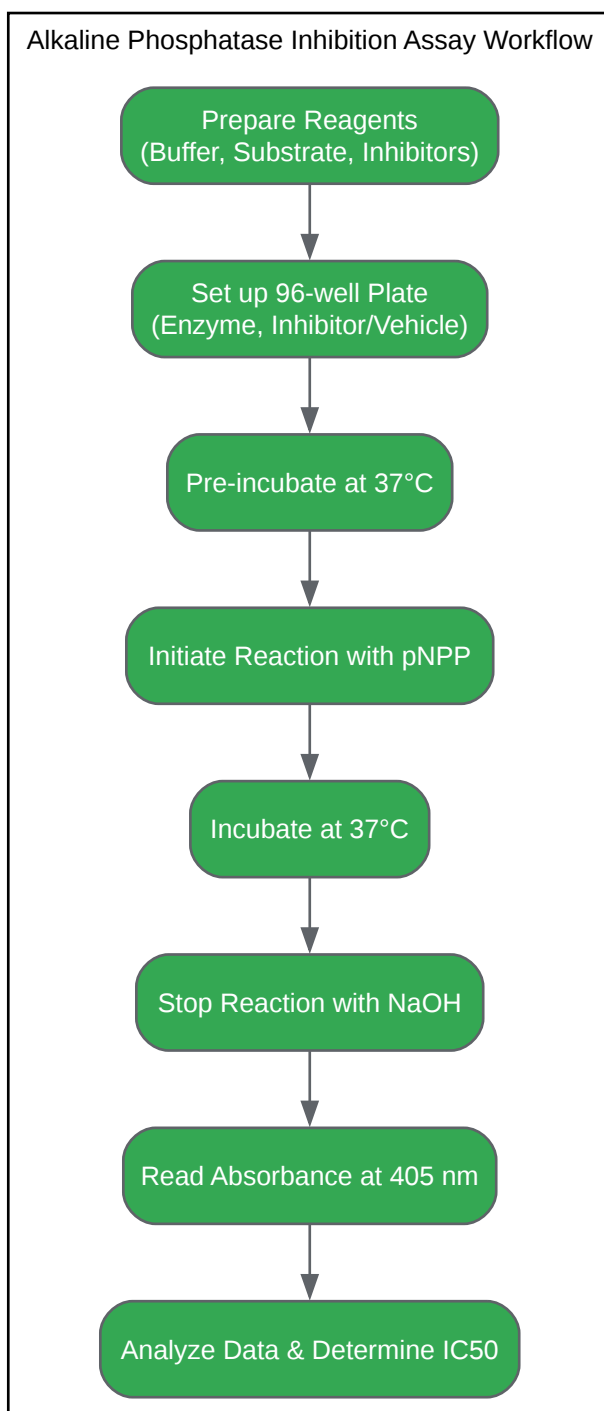 Alkaline Phosphatase Inhibition Assay Workflow
Prepare Reagents
(Buffer, Substrate, Inhibitors)
Set up 96-well Plate
(Enzyme, Inhibitor/Vehicle)
Pre-incubate at 37°C
Initiate Reaction with pNPP
Incubate at 37°C
Stop Reaction with NaOH
Read Absorbance at 405 nm
Analyze Data & Determine IC50